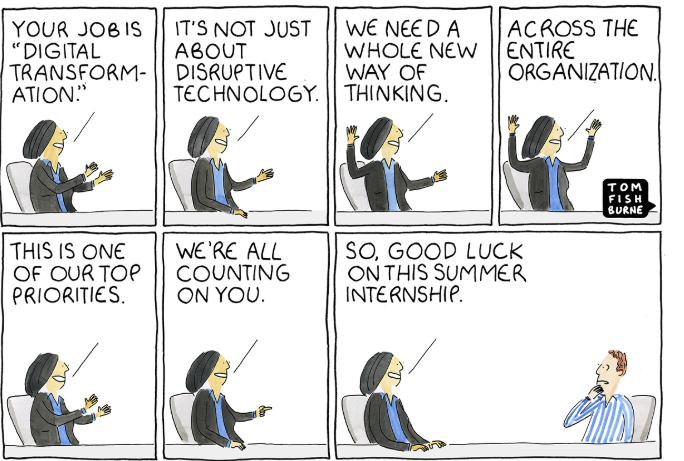 YOUR JOB IS
"DIGITAL
TRANSFORM-
ATION."
IT'S NOT JUST
ABOUT
DISRUPTIVE
TECHNOLOGY.
WE NEED A
WHOLE NEW
WAY OF
THINKING.
ACROSS THE
ENTIRE
ORGANIZATION.
TOM
FISH
BURNE
THIS IS ONE
OF OUR TOP
PRIORITIES.
WE'RE ALL
COUNTING
ON YOU.
SO, GOOD LUCK
ON THIS SUMMER
INTERNSHIP.